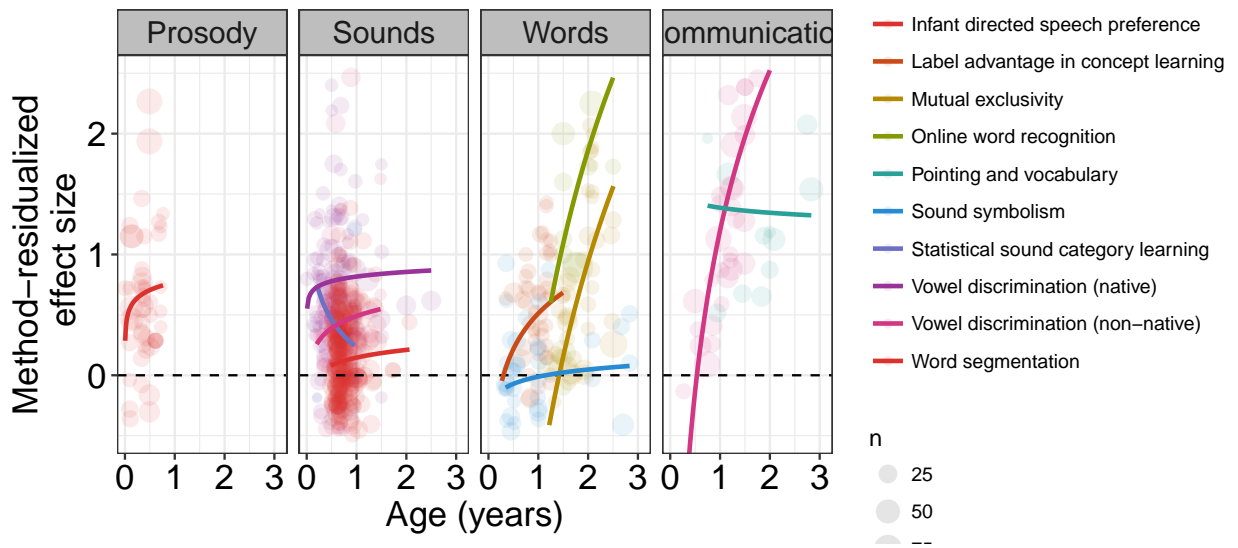 Prosody
Sounds
Words
ommunicatio
Method−residualized
effect size
2
1
0
0 1 2 3
0 1 2 3
0 1 2 3
0 1 2 3
Age (years)
Infant directed speech preference
Label advantage in concept learning
Mutual exclusivity
Online word recognition
Pointing and vocabulary
Sound symbolism
Statistical sound category learning
Vowel discrimination (native)
Vowel discrimination (non−native)
Word segmentation
n
25
50